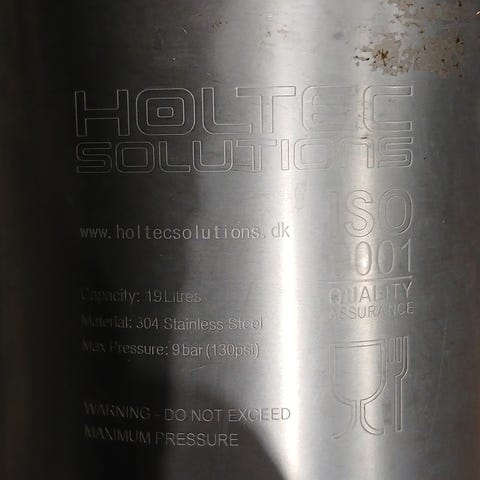 HOLTEC
SOLUTIONS
www.holtecsolutions.dk
Capacity: 19 Litres
Material: 304 Stainless Steel
Max Pressure: 9 bar (130psi)
WARNING - DO NOT EXCEED
MAXIMUM PRESSURE
ISO
9001
QUALITY
ASSURANCE